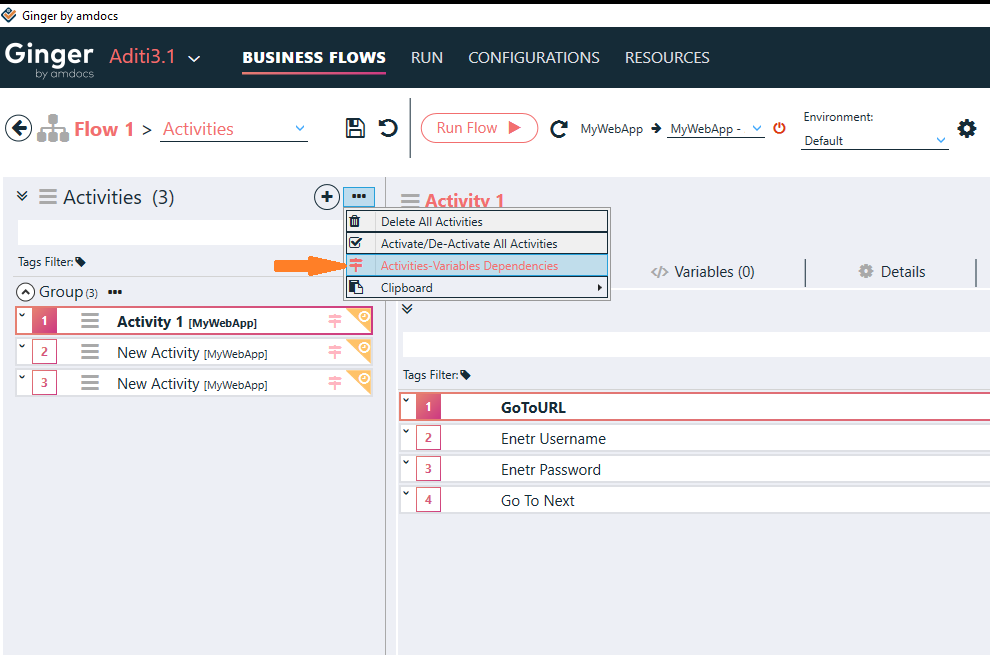 Ginger by amdocs
Ginger by amdocs Aditi3.1 BUSINESS FLOWS RUN CONFIGURATIONS RESOURCES
Flow 1 > Activities Run Flow MyWebApp MyWebApp - Environment: Default
Activities (3)
Activity 1
Delete All Activities
Activate/De-Activate All Activities
Activities-Variables Dependencies
Clipboard
Tags Filter:
Variables (0) Details
Group (3)
1 Activity 1 [MyWebApp]
2 New Activity [MyWebApp]
3 New Activity [MyWebApp]
Tags Filter:
1 GoToURL
2 Enetr Username
3 Enetr Password
4 Go To Next